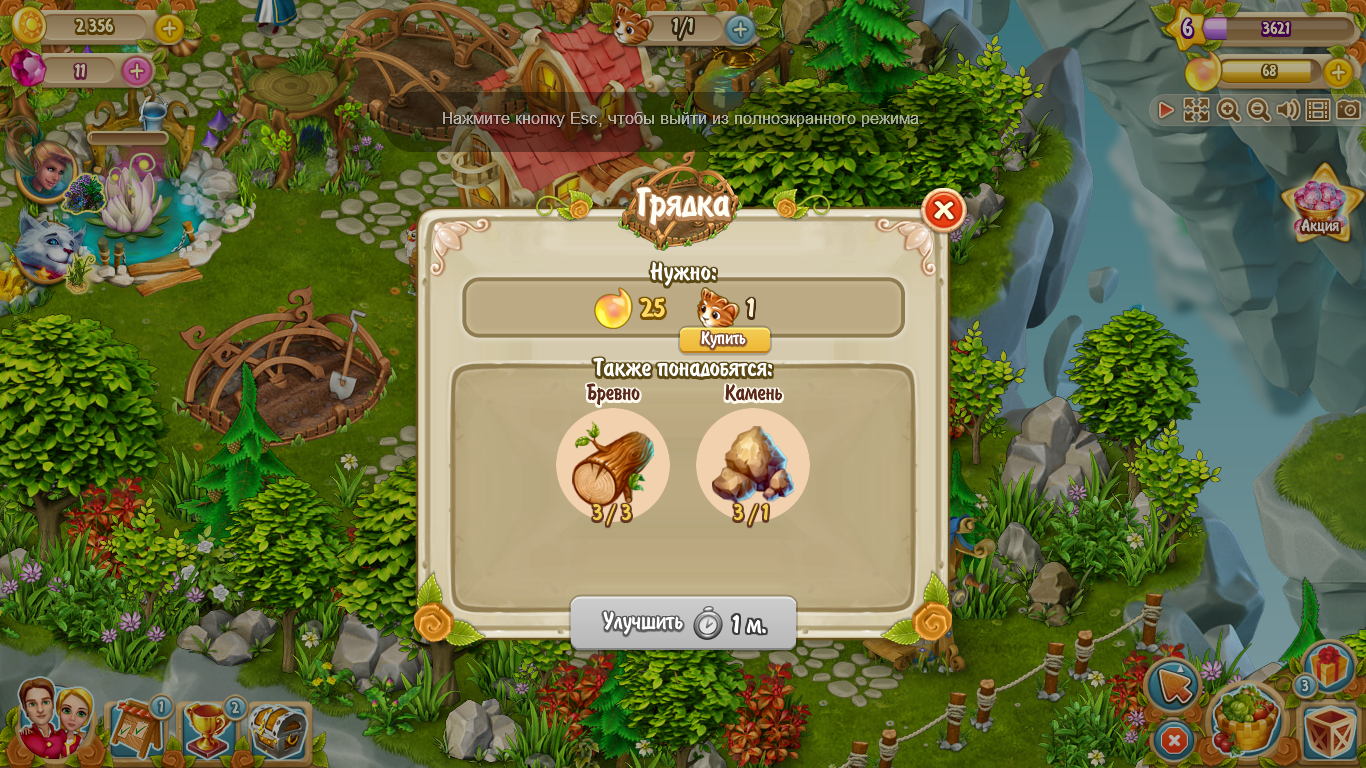 2 356
1/1
6
3621
11
68
Нажмите кнопку Esc, чтобы выйти из полноэкранного режима.
Грядка
Акция
Нужно:
25
1
Купить
Также понадобятся:
Бревно
Камень
3/3
3/1
Улучшить 1 м.
1
2
3